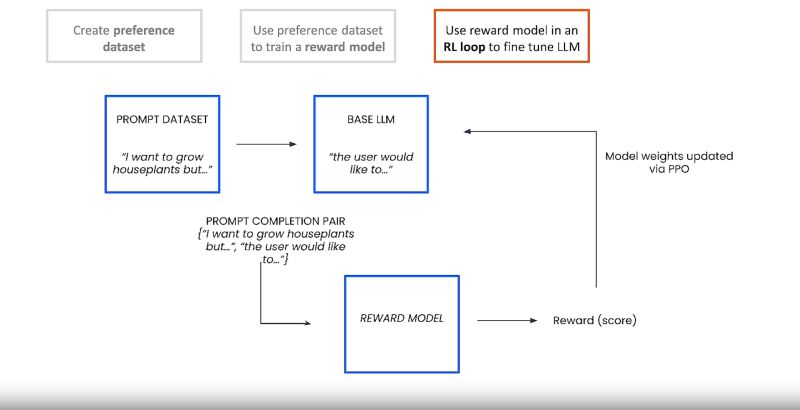 Create preference
dataset
Use preference dataset
to train a reward model
Use reward model in an
RL loop to fine tune LLM
PROMPT DATASET
“I want to grow
houseplants but...”
BASE LLM
“the user would
like to...”
Model weights updated
via PPO
PROMPT COMPLETION PAIR
{“I want to grow houseplants
but...”, “the user would like
to...”}
REWARD MODEL
Reward (score)